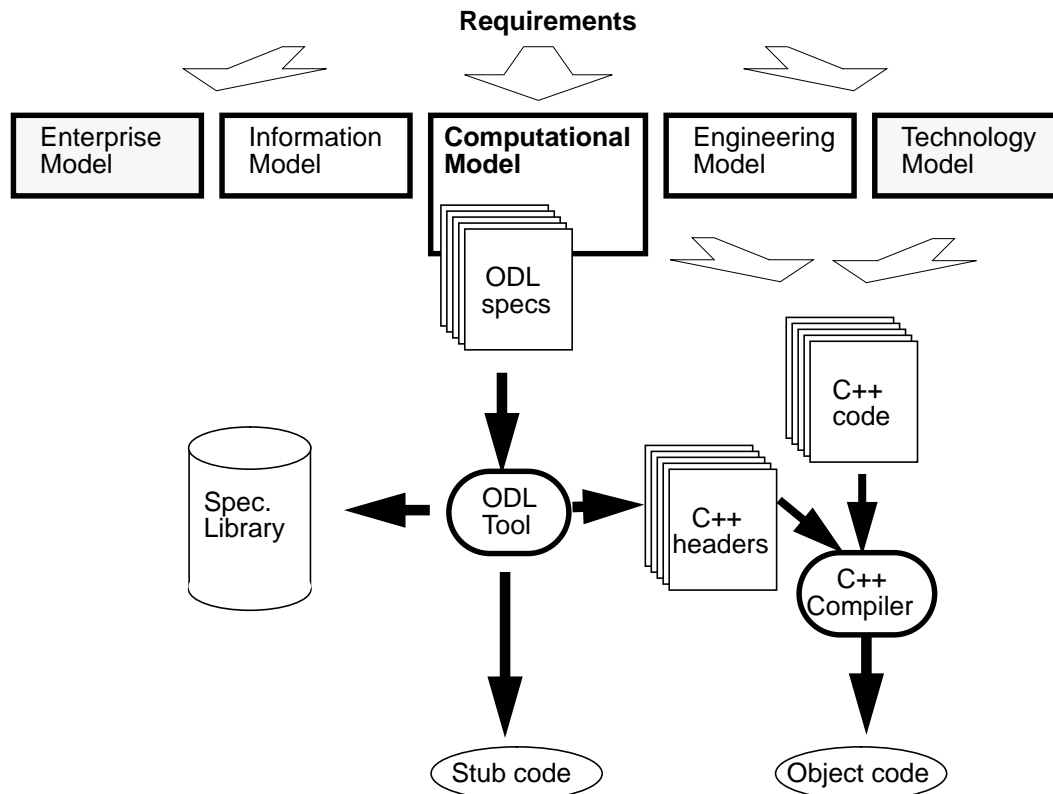 Requirements
Enterprise
Model
Information
Model
Computational
Model
Engineering
Model
Technology
Model
ODL
specs
C++
code
Spec.
Library
ODL
Tool
C++
headers
C++
Compiler
Stub code
Object code